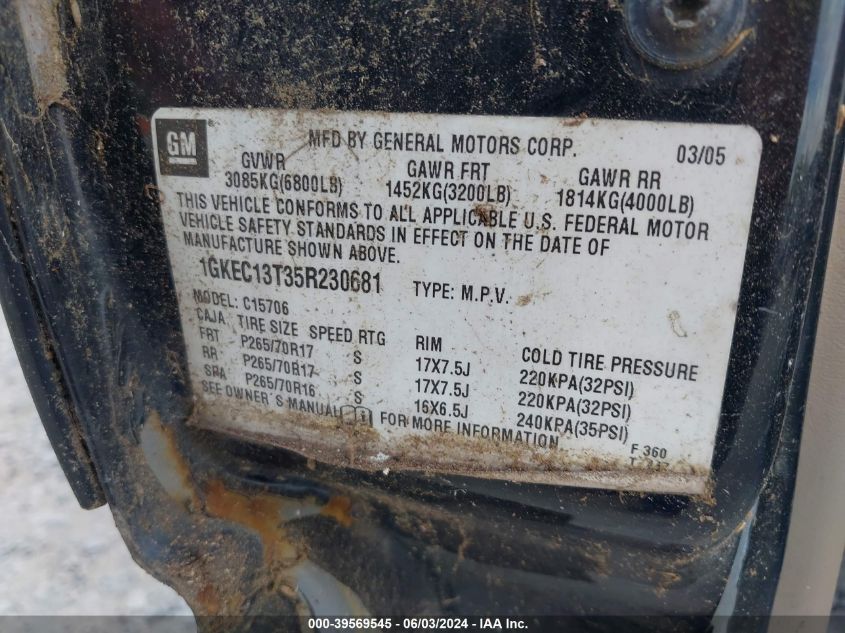 GM
MFD BY GENERAL MOTORS CORP. 03/05
GVWR GAWR FRT GAWR RR
3085KG(6800LB) 1452KG(3200LB) 1814KG(4000LB)
THIS VEHICLE CONFORMS TO ALL APPLICABLE U.S. FEDERAL MOTOR
VEHICLE SAFETY STANDARDS IN EFFECT ON THE DATE OF
MANUFACTURE SHOWN ABOVE.
1GKEC13T35R230681 TYPE: M.P.V.
MODEL: C15706
CAJA TIRE SIZE SPEED RTG RIM COLD TIRE PRESSURE
FRT P265/70R17 S 17X7.5J 220KPA(32PSI)
RR P265/70R17 S 17X7.5J 220KPA(32PSI)
SPA P265/70R16 S 16X6.5J 240KPA(35PSI)
SEE OWNER'S MANUAL FOR MORE INFORMATION.
F 360
000-39569545 / 06/03/2024 - IAA Inc.